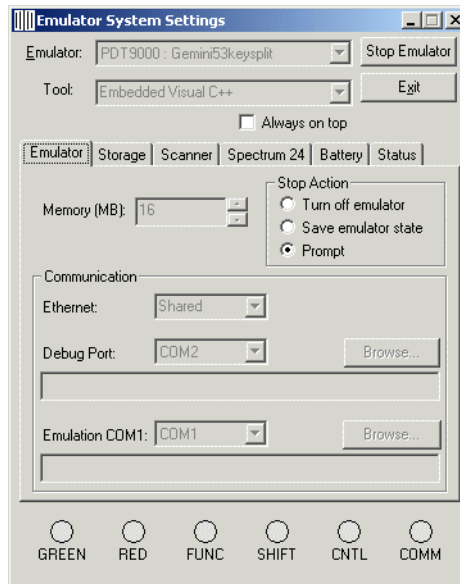 Emulator System Settings
Emulator: PDT9000 : Gemini53keysplit Stop Emulator
Tool: Embedded Visual C++ Exit
Always on top
Emulator Storage Scanner Spectrum 24 Battery Status
Stop Action
Memory (MB): 16 Turn off emulator
Save emulator state
Prompt
Communication
Ethernet: Shared
Debug Port: COM2 Browse...
Emulation COM1: COM1 Browse...
GREEN RED FUNC SHIFT CNTL COMM